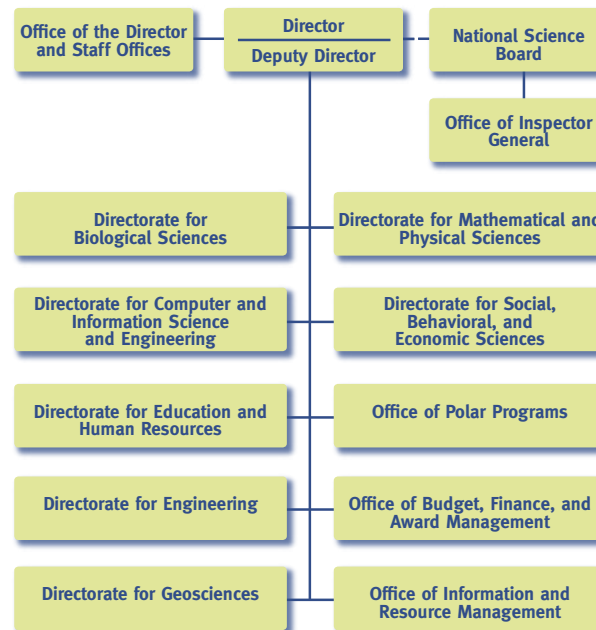 Office of the Director
and Staff Offices
Director
Deputy Director
National Science
Board
Office of Inspector
General
Directorate for
Biological Sciences
Directorate for Mathematical and
Physical Sciences
Directorate for Computer and
Information Science
and Engineering
Directorate for Social,
Behavioral, and
Economic Sciences
Directorate for Education and
Human Resources
Office of Polar Programs
Directorate for Engineering
Office of Budget, Finance, and
Award Management
Directorate for Geosciences
Office of Information and
Resource Management